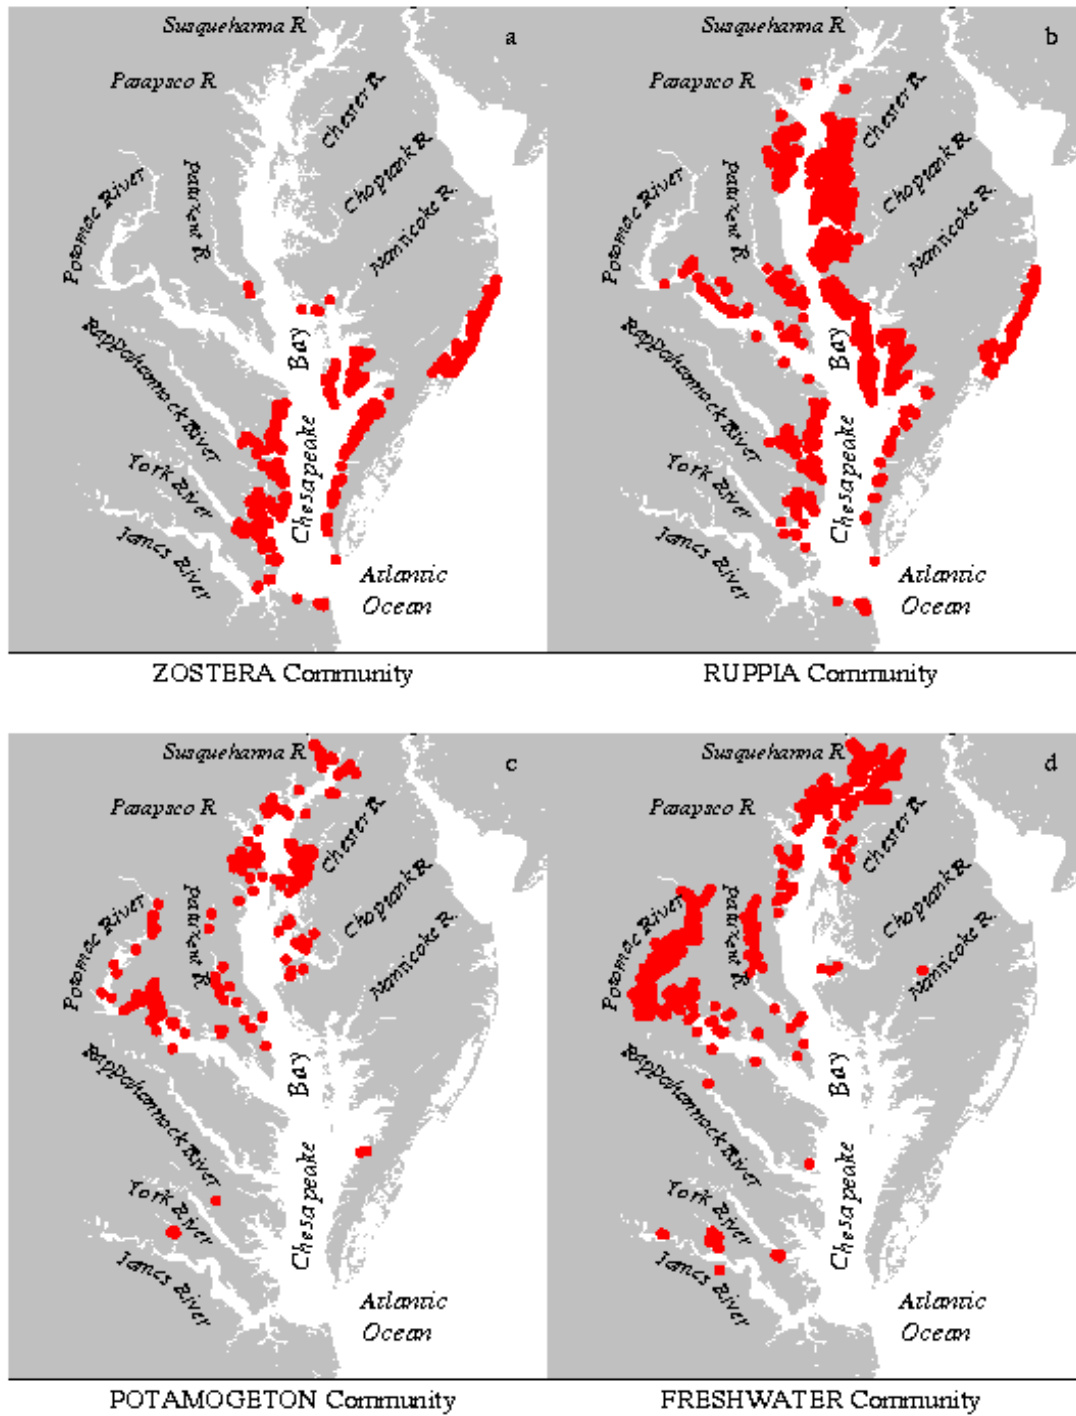 Susquehanna R
a
Patapsco R
Chester R
Choptank R
Potomac River
Patuxent R
Nanticoke R.
Rappahannock River
Bay
Chesapeake
York River
James River
Atlantic
Ocean
ZOSTERA Community
Susquehanna R
b
Patapsco R
Chester R
Choptank R
Potomac River
Patuxent R
Nanticoke R.
Rappahannock River
Bay
Chesapeake
York River
James River
Atlantic
Ocean
RUPPIA Community
Susquehanna R
c
Patapsco R
Chester R
Choptank R
Potomac River
Patuxent R
Nanticoke R.
Rappahannock River
Bay
Chesapeake
York River
James River
Atlantic
Ocean
POTAMOGETON Community
Susquehanna R
d
Patapsco R
Chester R
Choptank R
Potomac River
Patuxent R
Nanticoke R.
Rappahannock River
Bay
Chesapeake
York River
James River
Atlantic
Ocean
FRESHWATER Community